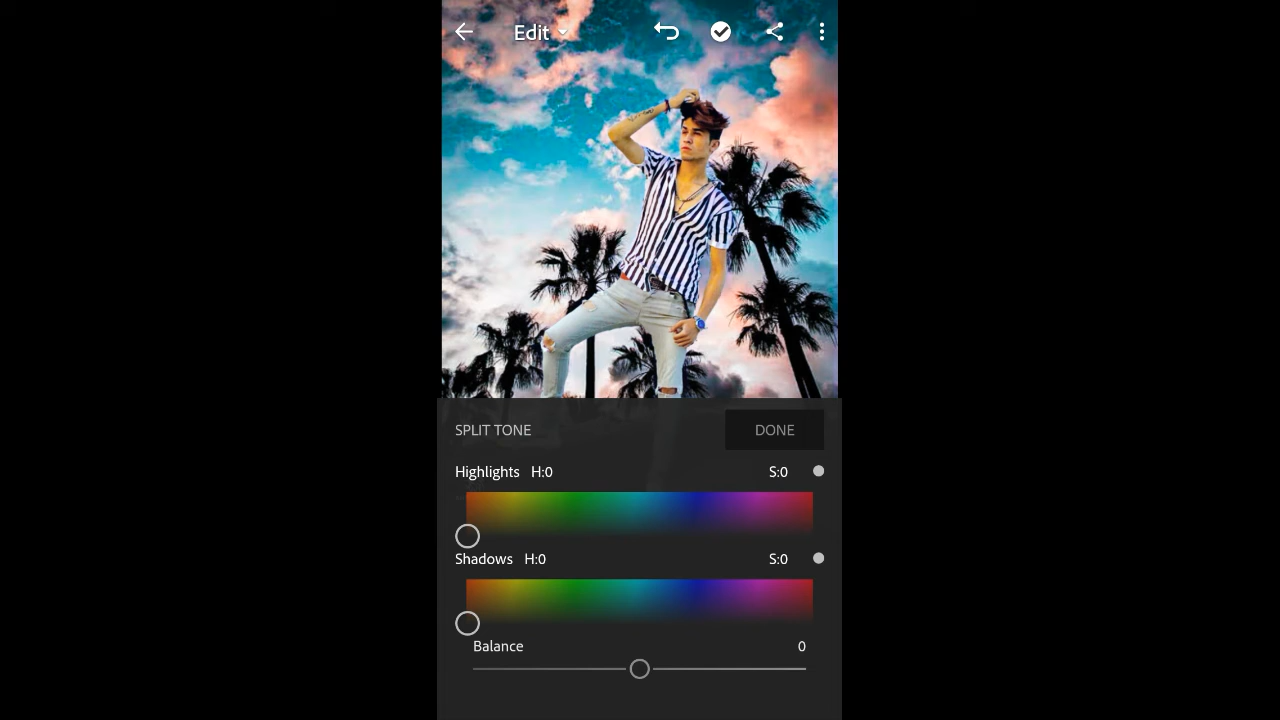 Edit
SPLIT TONE DONE
Highlights H:0 S:0
Shadows H:0 S:0
Balance 0